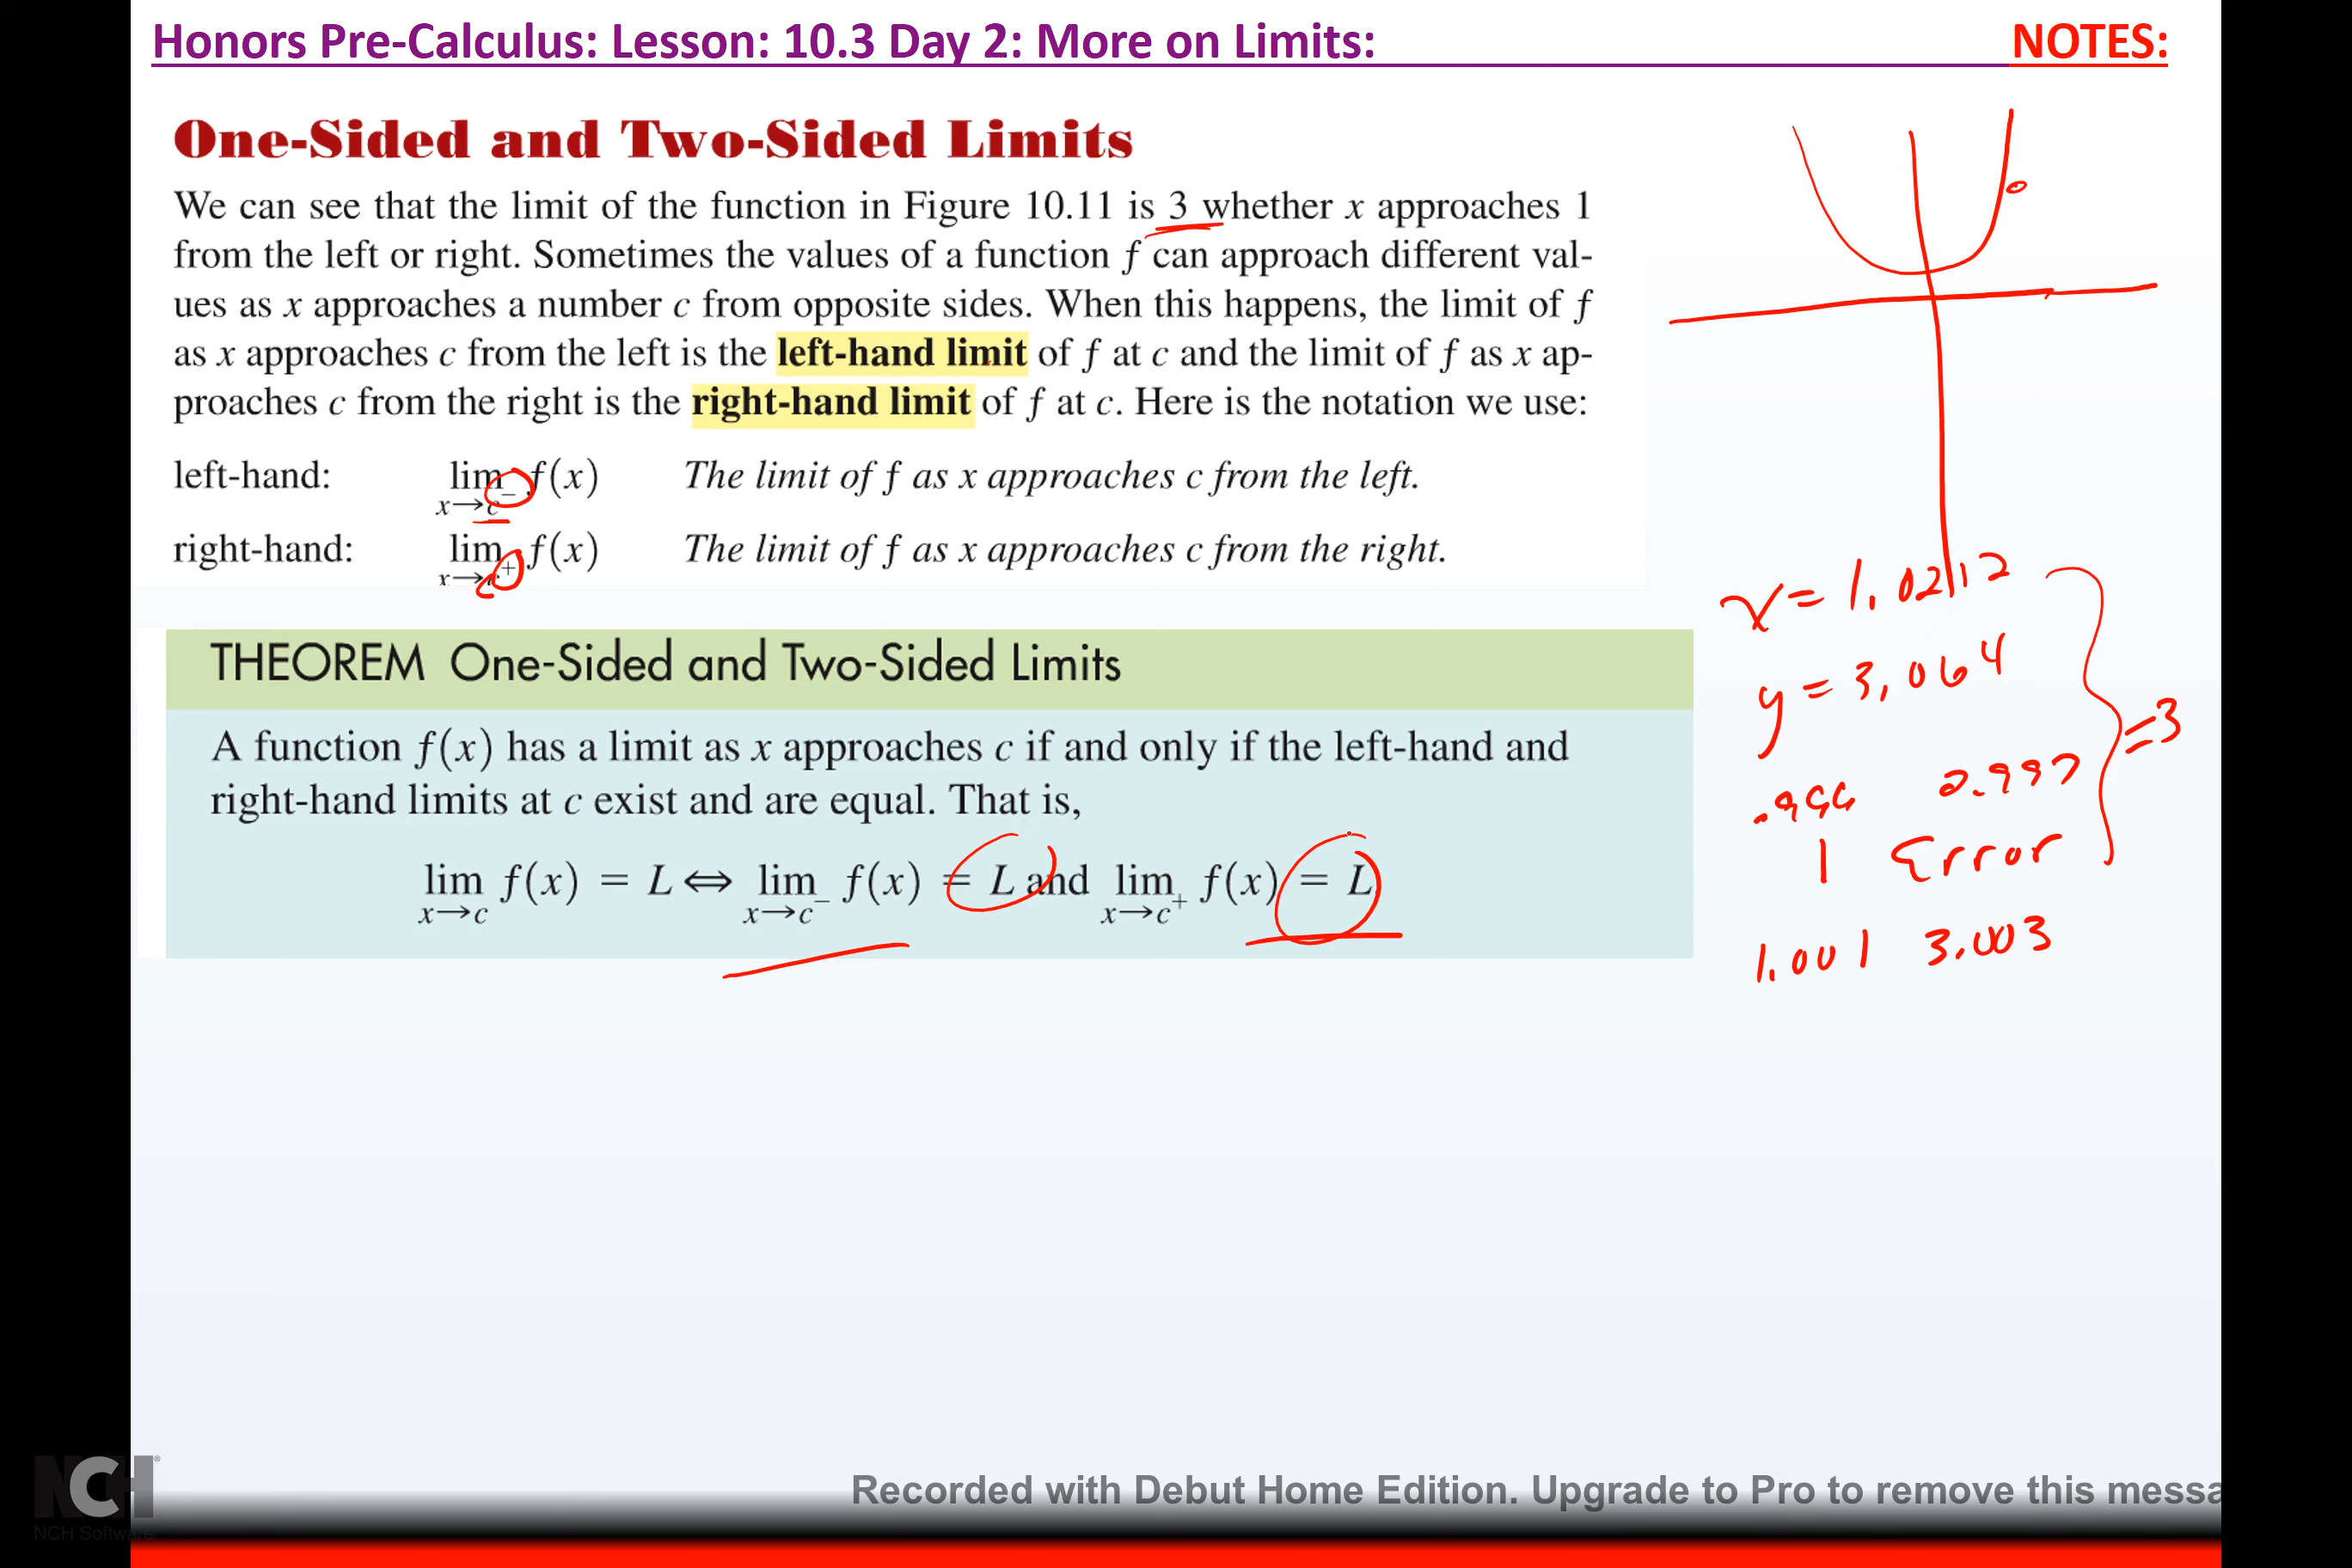 Honors Pre-Calculus: Lesson: 10.3 Day 2: More on Limits: NOTES:
One-Sided and Two-Sided Limits
We can see that the limit of the function in Figure 10.11 is 3 whether x approaches 1
from the left or right. Sometimes the values of a function f can approach different val-
ues as x approaches a number c from opposite sides. When this happens, the limit of f
as x approaches c from the left is the left-hand limit of f at c and the limit of f as x ap-
proaches c from the right is the right-hand limit of f at c. Here is the notation we use:
left-hand: lim x→c⁻ f(x) The limit of f as x approaches c from the left.
right-hand: lim x→c⁺ f(x) The limit of f as x approaches c from the right.
THEOREM One-Sided and Two-Sided Limits
A function f(x) has a limit as x approaches c if and only if the left-hand and
right-hand limits at c exist and are equal. That is,
lim x→c f(x) = L ⇔ lim x→c⁻ f(x) = L and lim x→c⁺ f(x) = L
x = 1.0212
y = 3.064
=3
2.997
1 Error
1.001 3.003
NCH
NCH Software
Recorded with Debut Home Edition. Upgrade to Pro to remove this messa